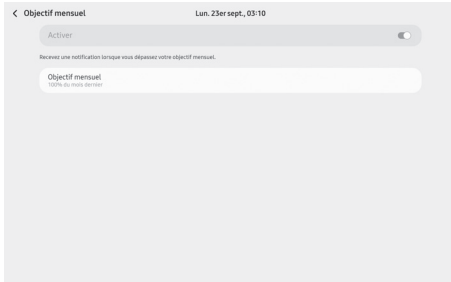 Objectif mensuel
Lun. 23er sept., 03:10
Activer
Recevez une notification lorsque vous dépassez votre objectif mensuel.
Objectif mensuel
100% du mois dernier